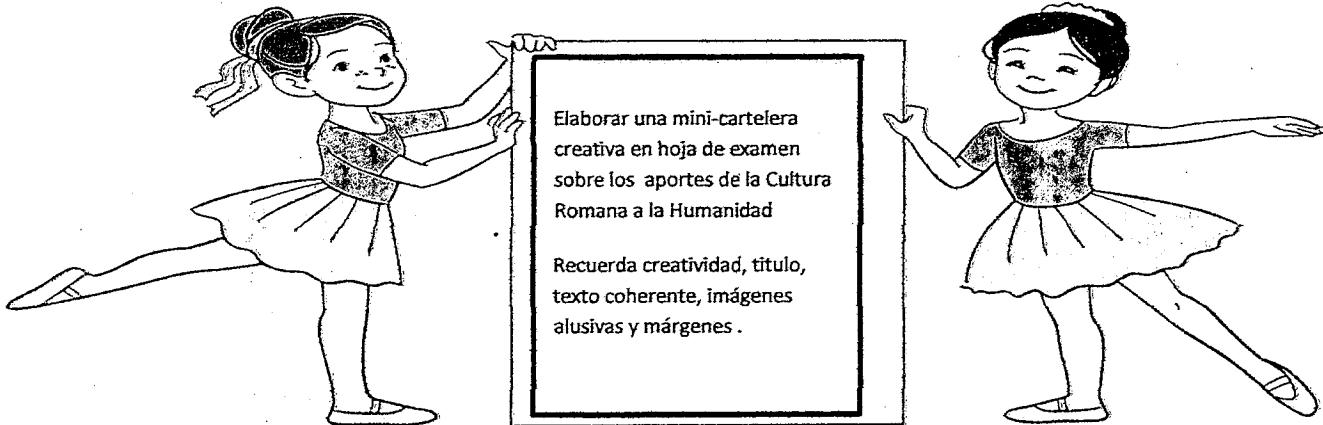 Elaborar una mini-cartelera
creativa en hoja de examen
sobre los aportes de la Cultura
Romana a la Humanidad
Recuerda creatividad, titulo,
texto coherente, imágenes
alusivas y márgenes .